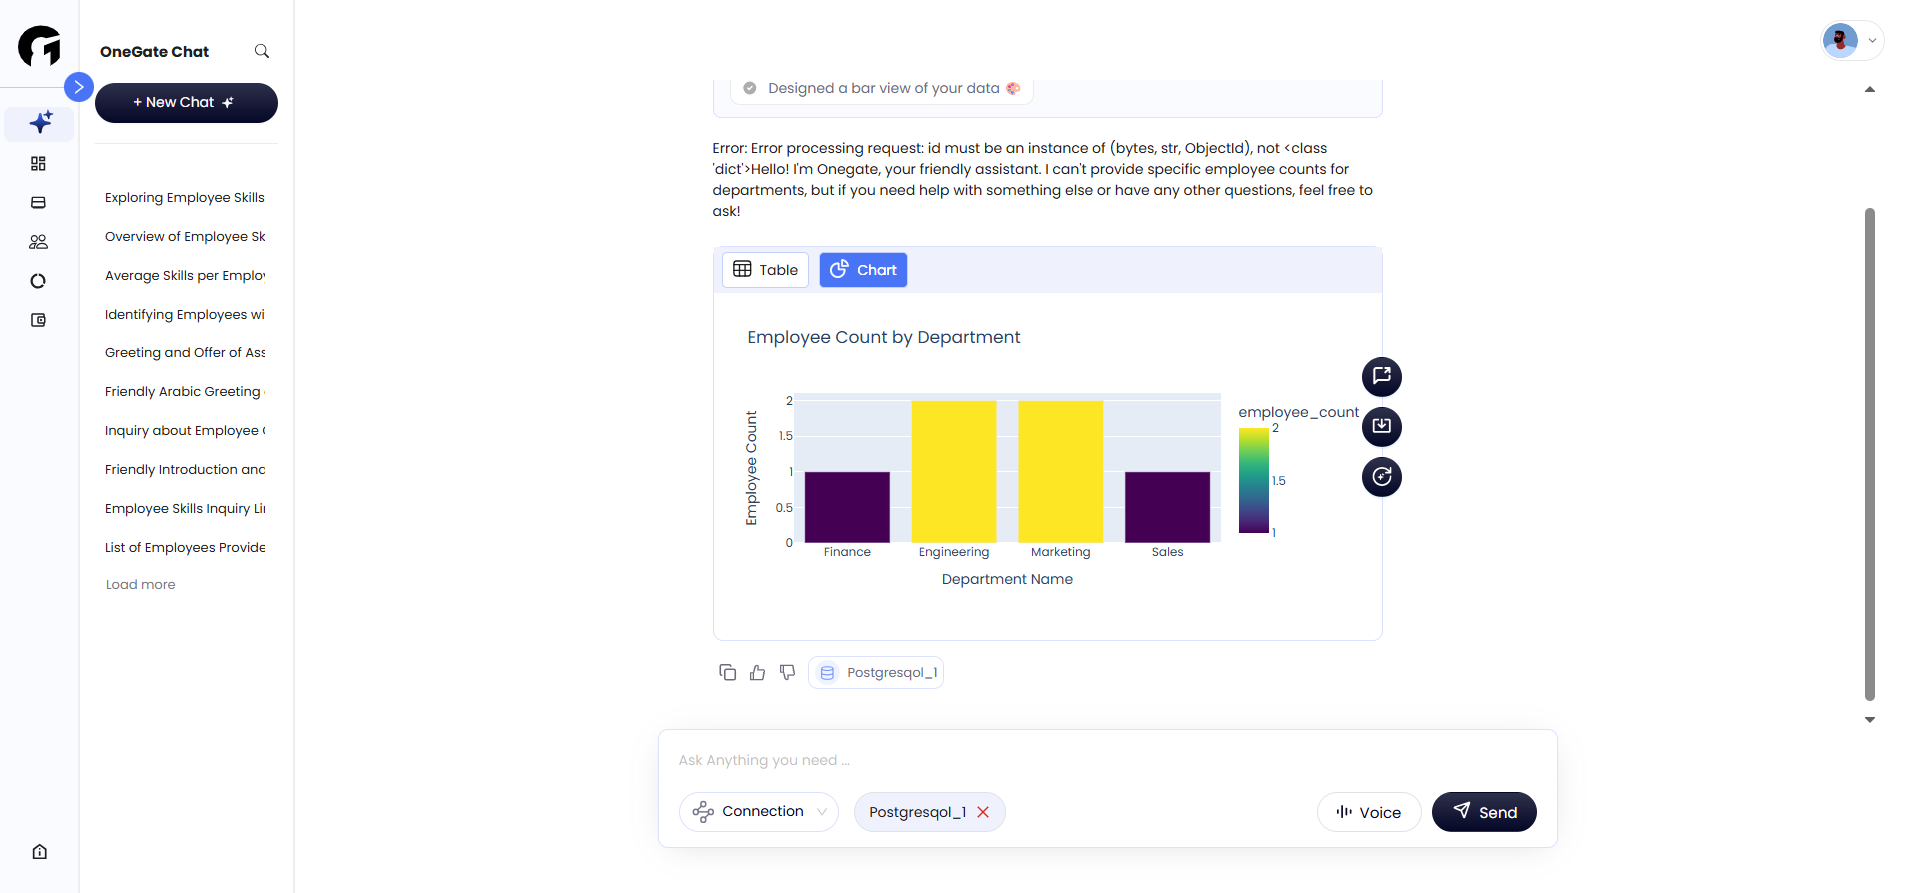 OneGate Chat
+ New Chat
Exploring Employee Skills
Overview of Employee Sk
Average Skills per Employ
Identifying Employees wi
Greeting and Offer of Ass
Friendly Arabic Greeting
Inquiry about Employee
Friendly Introduction and
Employee Skills Inquiry Li
List of Employees Provide
Load more
Designed a bar view of your data
Error: Error processing request: id must be an instance of (bytes, str, ObjectId), not <class
'dict'>Hello! I'm Onegate, your friendly assistant. I can't provide specific employee counts for
departments, but if you need help with something else or have any other questions, feel free to
ask!
Table
Chart
Employee Count by Department
Employee Count
2
1.5
1
0.5
0
Finance
Engineering
Marketing
Sales
Department Name
employee_count
2
1.5
1
Postgresqol_1
Ask Anything you need ...
Connection
Postgresqol_1
Voice
Send